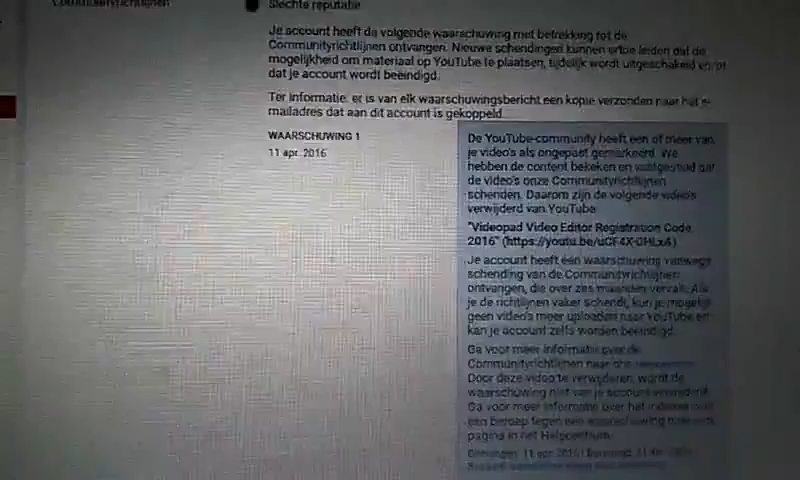 Communityrichtlijnen
Slechte reputatie
Je account heeft de volgende waarschuwing met betrekking tot de
Communityrichtlijnen ontvangen. Nieuwe schendingen kunnen ertoe leiden dat de
mogelijkheid om materiaal op YouTube te plaatsen, tijdelijk wordt uitgeschakeld en/of
dat je account wordt beëindigd.
Ter informatie: er is van elk waarschuwingsbericht een kopie verzonden naar het e-
mailadres dat aan dit account is gekoppeld.
WAARSCHUWING 1
11 apr. 2016
De YouTube-community heeft een of meer van
je video's als ongepast gemarkeerd. We
hebben de content bekeken en vastgesteld dat
de video's onze Communityrichtlijnen
schenden. Daarom zijn de volgende video's
verwijderd van YouTube:
"Videopad Video Editor Registration Code
2016" (https://youtu.be/
Je account heeft een waarschuwing vanwege
schending van de Communityrichtlijnen
ontvangen, die over zes maanden vervalt. Als
je de richtlijnen vaker schendt, kun je mogelijk
geen video's meer uploaden naar YouTube en
kan je account zelfs worden beëindigd.
Ga voor meer informatie over de
Communityrichtlijnen naar
Door deze video te verwijderen, wordt de
waarschuwing niet van je account verwijderd.
Ga voor meer informatie over het indienen van
een beroep tegen een waarschuwing naar
pagina in het Helpcentrum.
Ontvangen: 11 apr. 2016